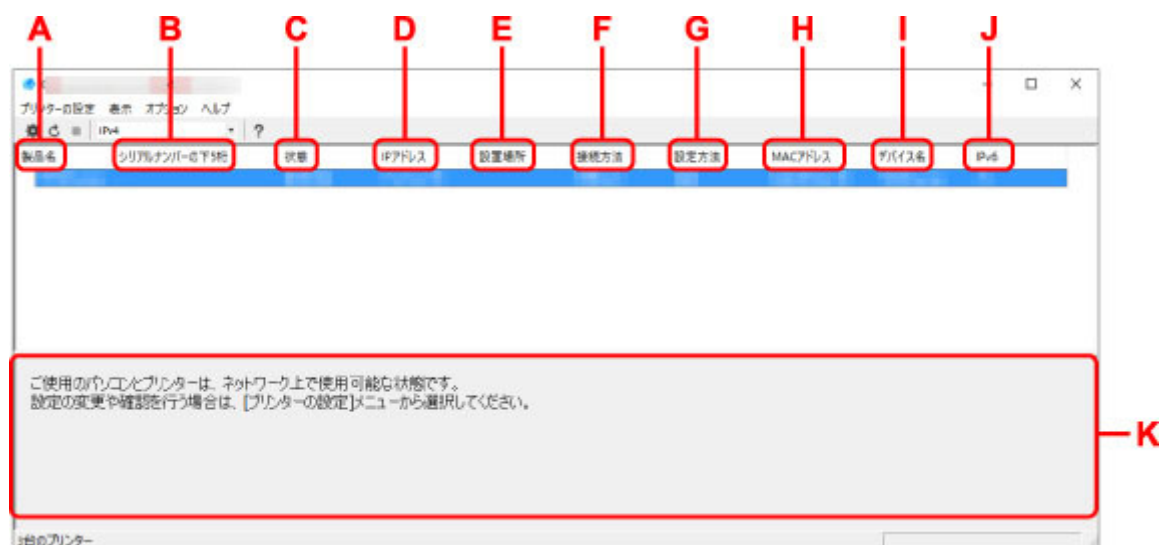 A B C D E F G H I J
プリンターの設定 表示 オプション ヘルプ
IPv4 ?
製品名 シリアルナンバーの下5桁 状態 IPアドレス 設置場所 接続方法 設定方法 MACアドレス デバイス名 IPv6
ご使用のパソコンとプリンターは、ネットワーク上で使用可能な状態です。
設定の変更や確認を行う場合は、[プリンターの設定]メニューから選択してください。
K
台のプリンター